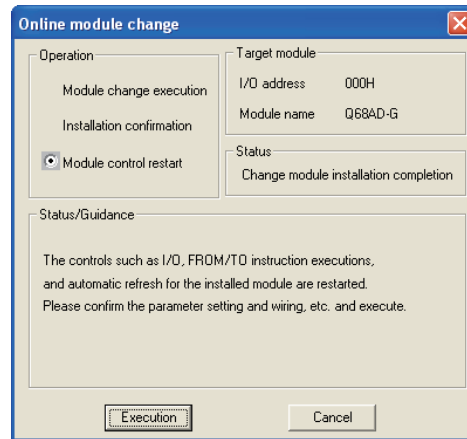 Online module change
Operation
Module change execution
Installation confirmation
Module control restart
Target module
I/O address 000H
Module name Q68AD-G
Status
Change module installation completion
Status/Guidance
The controls such as I/O, FROM/TO instruction executions,
and automatic refresh for the installed module are restarted.
Please confirm the parameter setting and wiring, etc. and execute.
Execution
Cancel